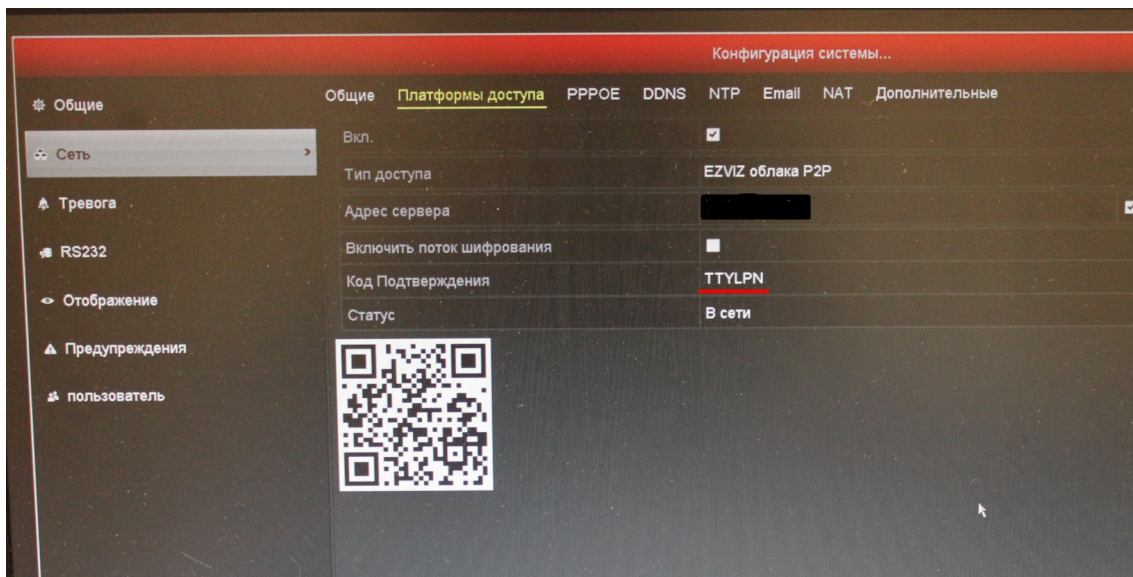 Конфигурация системы...
Общие
Сеть
Тревога
RS232
Отображение
Предупреждения
пользователь
Общие Платформы доступа PPPOE DDNS NTP Email NAT Дополнительные
Вкл.
Тип доступа EZVIZ облака P2P
Адрес сервера
Включить поток шифрования
Код Подтверждения TTYLPN
Статус В сети